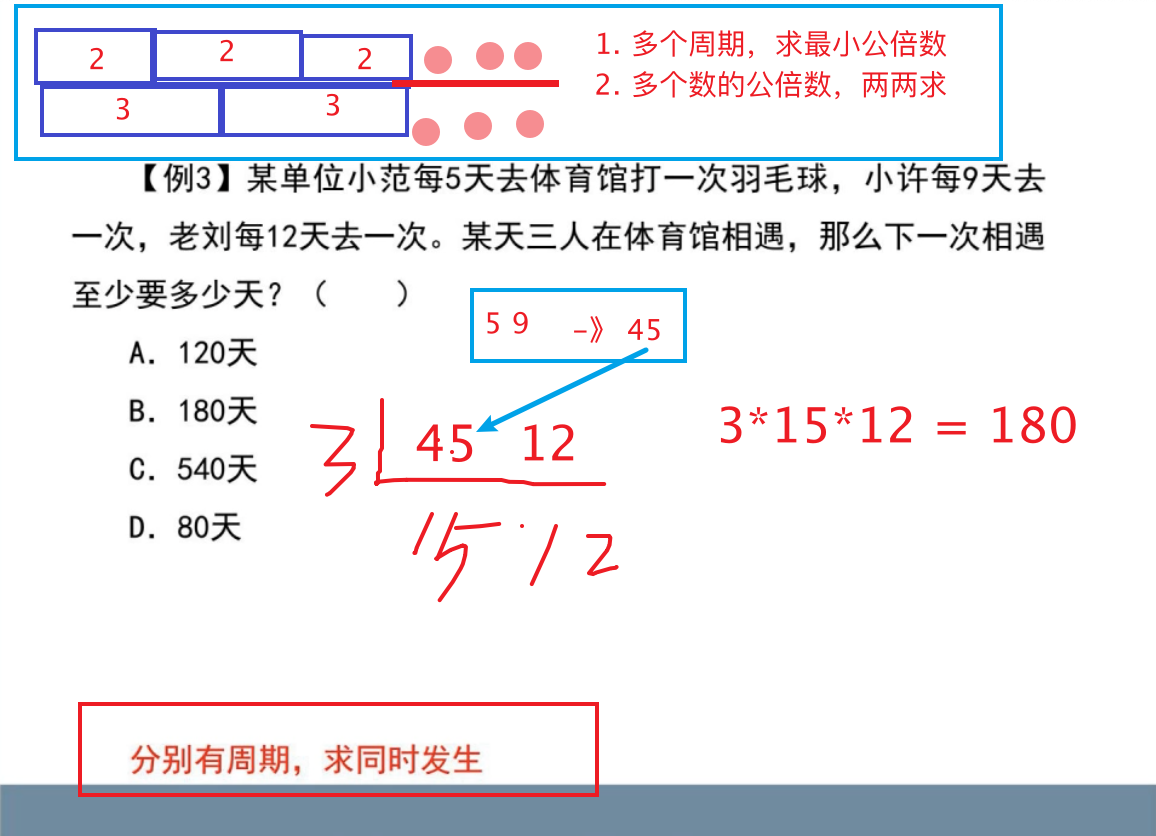 2 2 2
3 3
1. 多个周期，求最小公倍数
2. 多个数的公倍数，两两求
【例3】某单位小范每5天去体育馆打一次羽毛球，小许每9天去
一次，老刘每12天去一次。某天三人在体育馆相遇，那么下一次相遇
至少要多少天？（　　）
5 9 -》 45
A. 120天
B. 180天
C. 540天
D. 80天
3 45 12
15 12
3*15*12 = 180
分别有周期，求同时发生